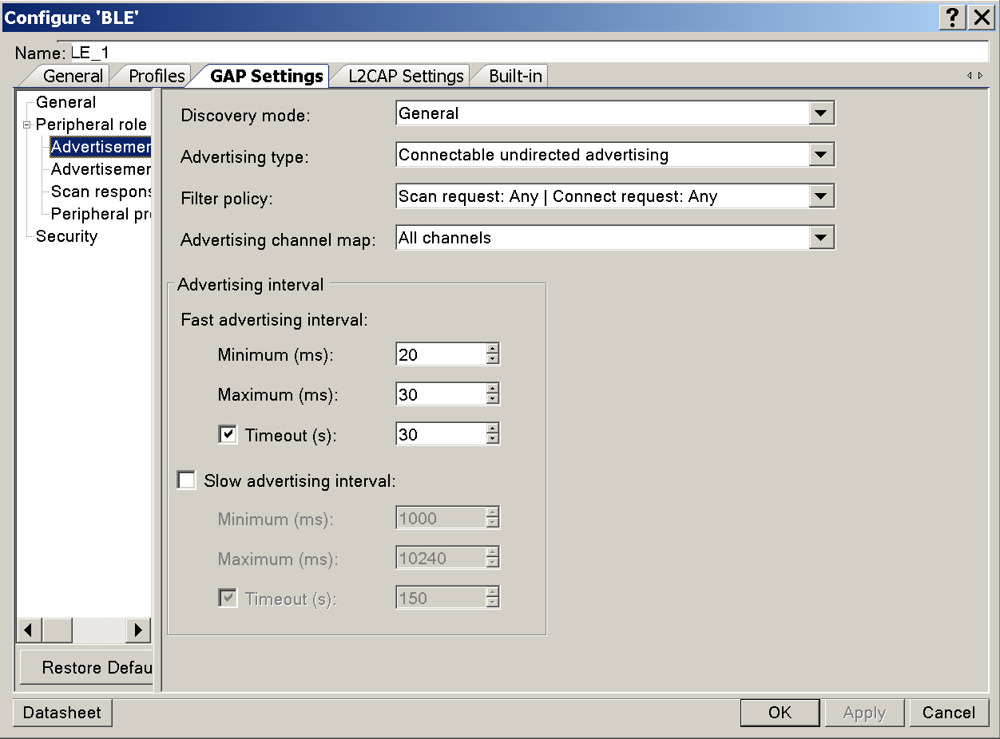 Configure 'BLE'
Name: LE_1
General Profiles GAP Settings L2CAP Settings Built-in
General
Peripheral role
Advertisemer
Advertisemer
Scan respons
Peripheral pr
Security
Restore Defau
Discovery mode: General
Advertising type: Connectable undirected advertising
Filter policy: Scan request: Any | Connect request: Any
Advertising channel map: All channels
Advertising interval
Fast advertising interval:
Minimum (ms): 20
Maximum (ms): 30
Timeout (s): 30
Slow advertising interval:
Minimum (ms): 1000
Maximum (ms): 10240
Timeout (s): 150
Datasheet OK Apply Cancel